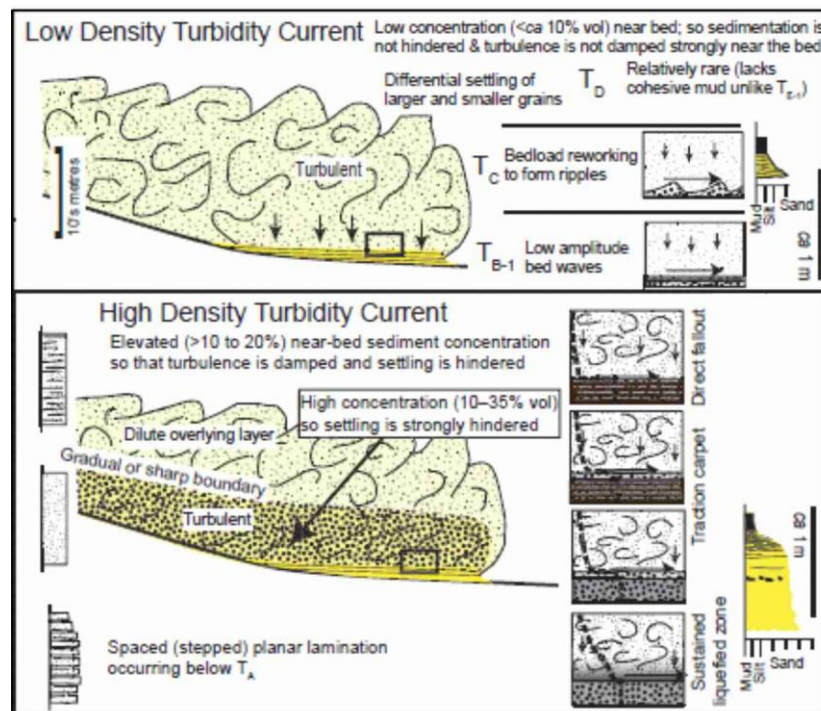 Low Density Turbidity Current
Low concentration (<ca 10% vol) near bed; so sedimentation is
not hindered & turbulence is not damped strongly near the bed
Differential settling of
larger and smaller grains
T_D
Relatively rare (lacks
cohesive mud unlike T_E-1)
Turbulent
10's metres
T_C
Bedload reworking
to form ripples
Mud
Silt
Sand
ca 1 m
T_B-1
Low amplitude
bed waves
High Density Turbidity Current
Elevated (>10 to 20%) near-bed sediment concentration
so that turbulence is damped and settling is hindered
High concentration (10–35% vol)
so settling is strongly hindered
Dilute overlying layer
Gradual or sharp boundary
Turbulent
Spaced (stepped) planar lamination
occurring below T_A
Direct fallout
Traction carpet
Sustained
liquefied zone
Mud
Silt
Sand
ca 1 m